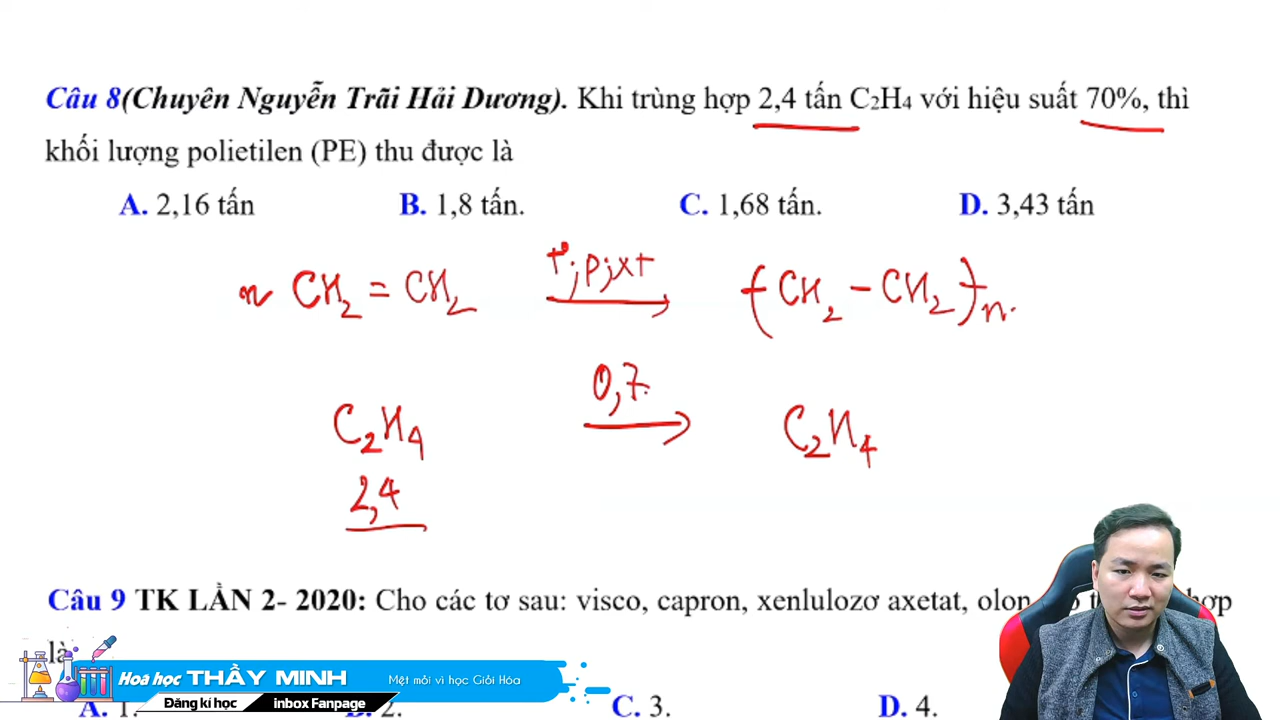 Câu 8(Chuyên Nguyễn Trãi Hải Dương). Khi trùng hợp 2,4 tấn C₂H₄ với hiệu suất 70%, thì
khối lượng polietilen (PE) thu được là
A. 2,16 tấn B. 1,8 tấn. C. 1,68 tấn. D. 3,43 tấn
n CH₂ = CH₂ t°; p; xt (CH₂ – CH₂)n
0,7
C₂H₄ C₂H₄
2,4
Câu 9 TK LẦN 2- 2020: Cho các tơ sau: visco, capron, xenlulozơ axetat, olon
là
Hoá học THẦY MINH Mệt mỏi vì học Giỏi Hóa
Đăng kí học inbox Fanpage
A. 1. 2. C. 3. D. 4.